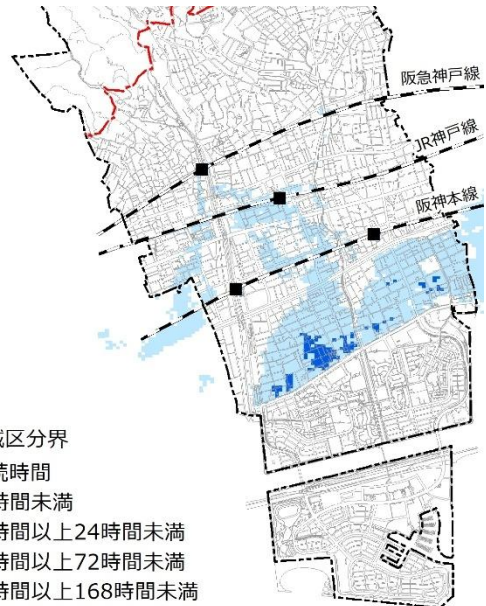 阪急神戸線
JR神戸線
阪神本線
区分界
続時間
時間未満
時間以上24時間未満
時間以上72時間未満
時間以上168時間未満